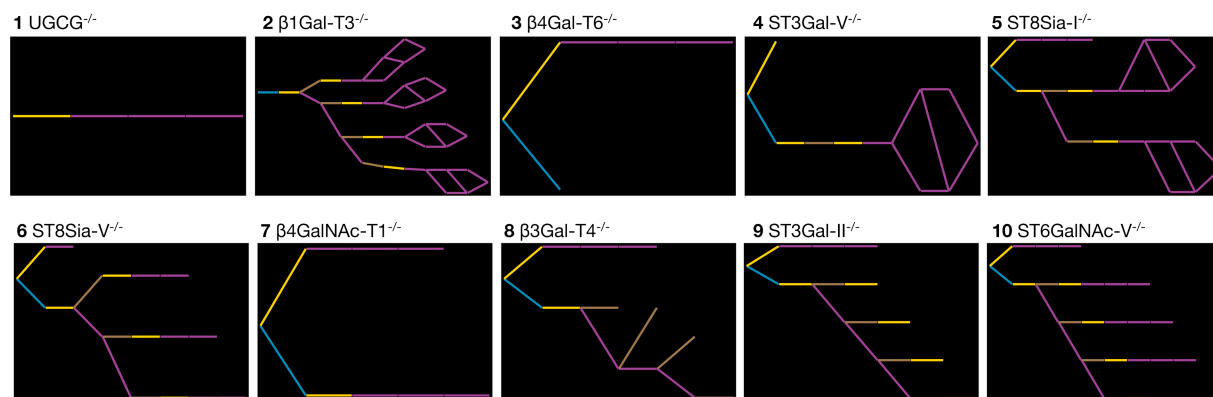 1 UGCG-/-
2 β1Gal-T3-/-
3 β4Gal-T6-/-
4 ST3Gal-V-/-
5 ST8Sia-I-/-
6 ST8Sia-V-/-
7 β4GalNAc-T1-/-
8 β3Gal-T4-/-
9 ST3Gal-II-/-
10 ST6GalNAc-V-/-